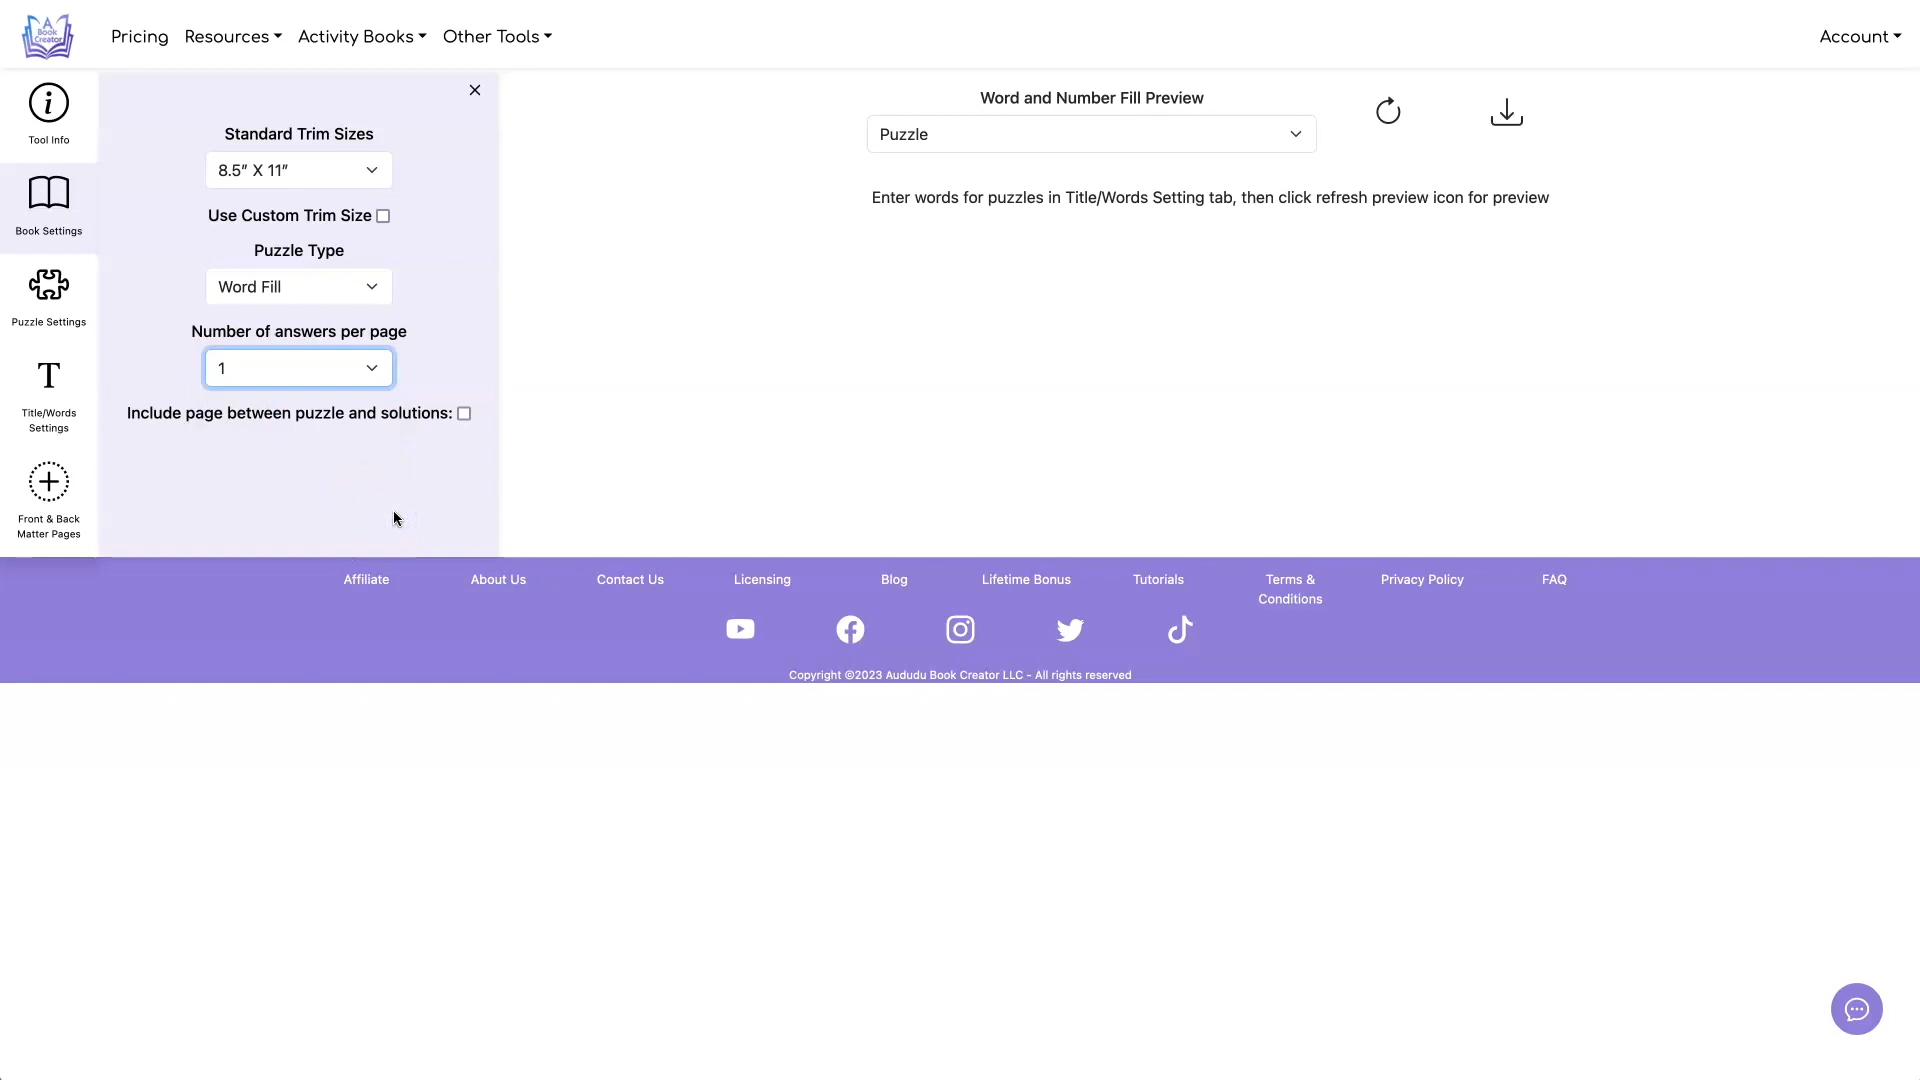 A
Book
Creator
Pricing
Resources
Activity Books
Other Tools
Account
Tool Info
Book Settings
Puzzle Settings
T
Title/Words
Settings
Front & Back
Matter Pages
Standard Trim Sizes
8.5” X 11”
Use Custom Trim Size
Puzzle Type
Word Fill
Number of answers per page
1
Include page between puzzle and solutions:
Word and Number Fill Preview
Puzzle
Enter words for puzzles in Title/Words Setting tab, then click refresh preview icon for preview
Affiliate
About Us
Contact Us
Licensing
Blog
Lifetime Bonus
Tutorials
Terms &
Conditions
Privacy Policy
FAQ
Copyright ©2023 Aududu Book Creator LLC - All rights reserved